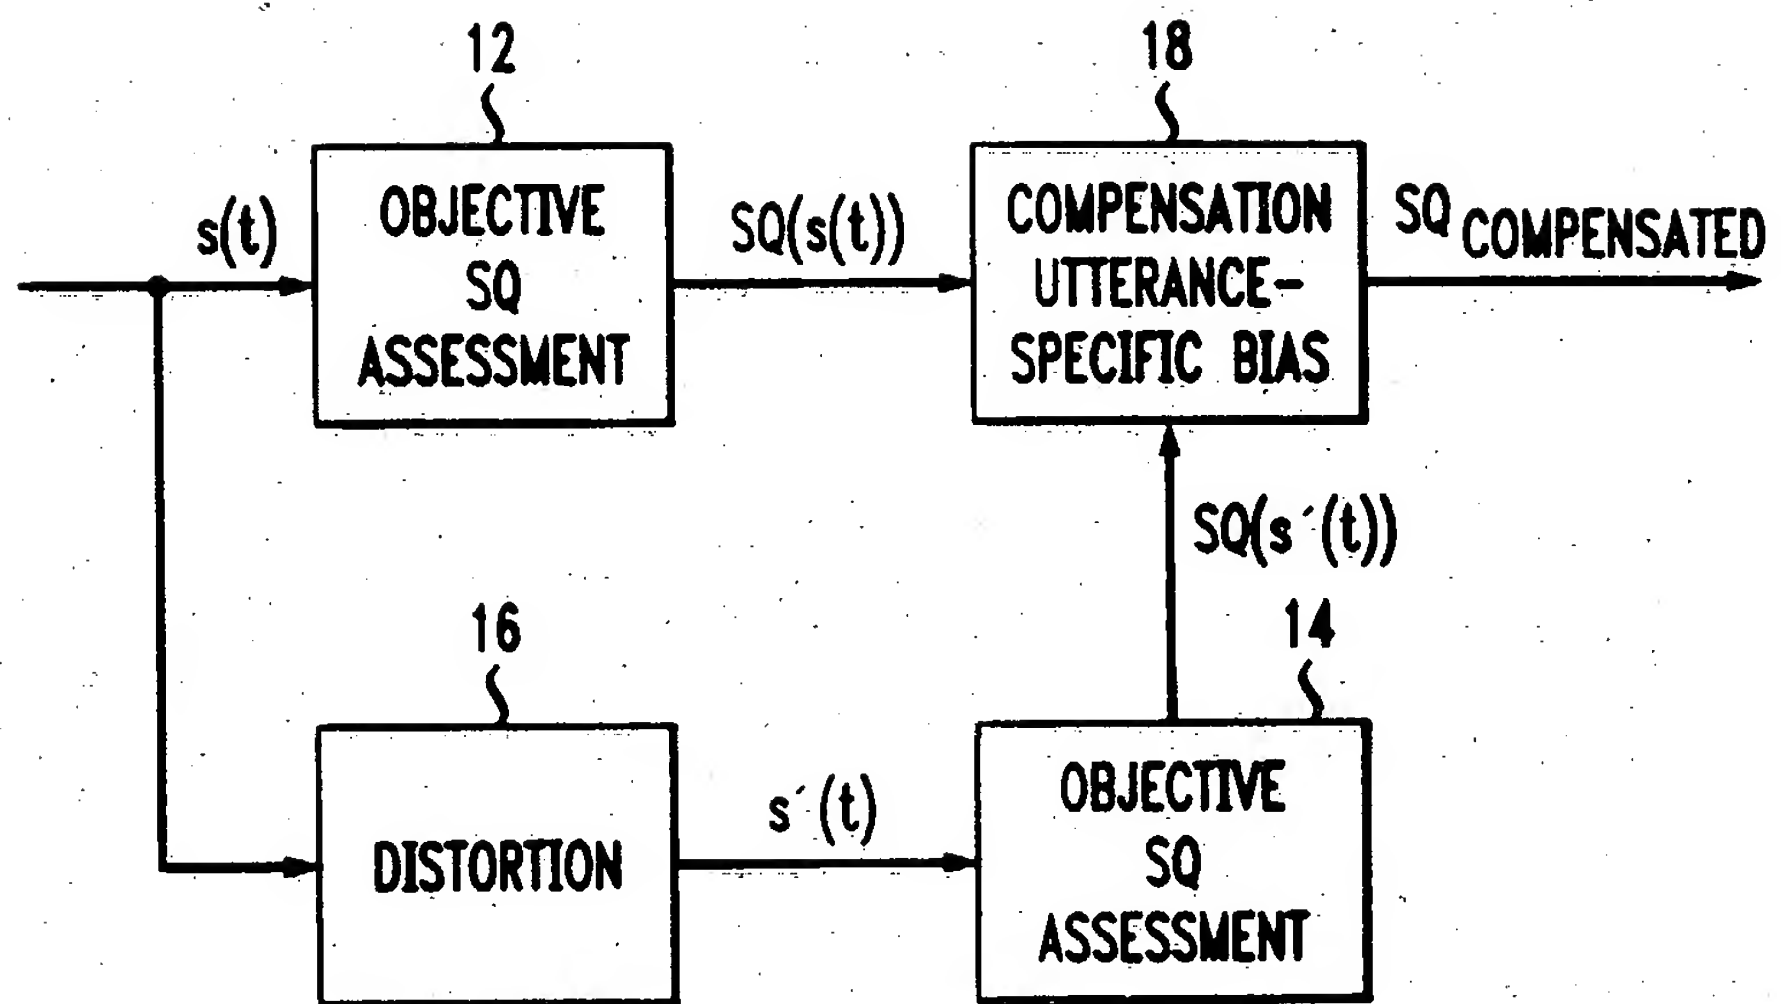 12
18
s(t)
OBJECTIVE
SQ
ASSESSMENT
SQ(s(t))
COMPENSATION
UTTERANCE-
SPECIFIC BIAS
SQ COMPENSATED
SQ(s´(t))
16
14
DISTORTION
s´(t)
OBJECTIVE
SQ
ASSESSMENT